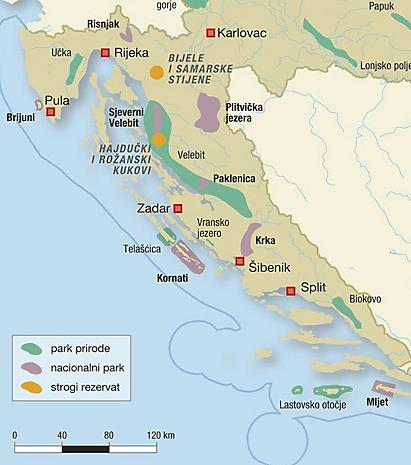 gorje
Papuk
Risnjak
Karlovac
Učka
Rijeka
BIJELE
I SAMARSKE
STIJENE
Lonjsko polje
Pula
Brijuni
Sjeverni
Velebit
Plitvička
jezera
HAJDUČKI
I ROŽANSKI
KUKOVI
Velebit
Paklenica
Zadar
Vransko
jezero
Telašćica
Krka
Kornati
Šibenik
Split
Biokovo
park prirode
nacionalni park
strogi rezervat
Lastovsko otočje
Mljet
0 40 80 120 km